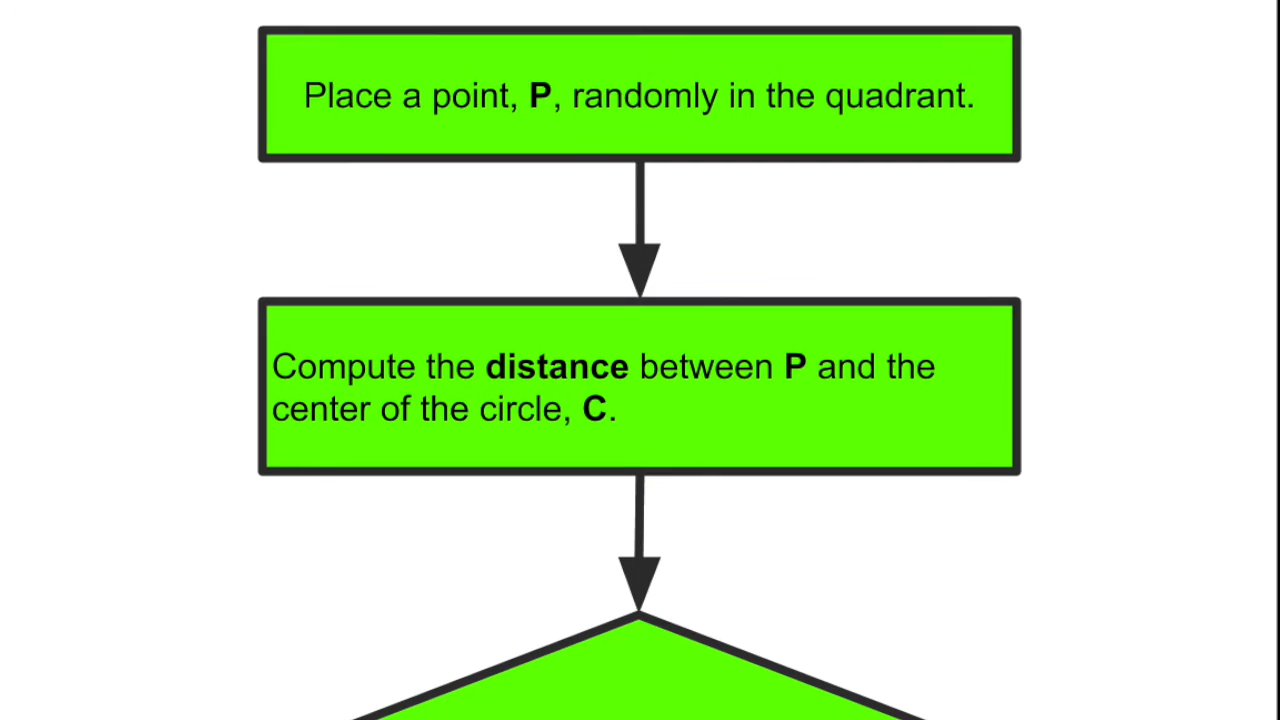 Place a point, P, randomly in the quadrant.
Compute the distance between P and the
center of the circle, C.